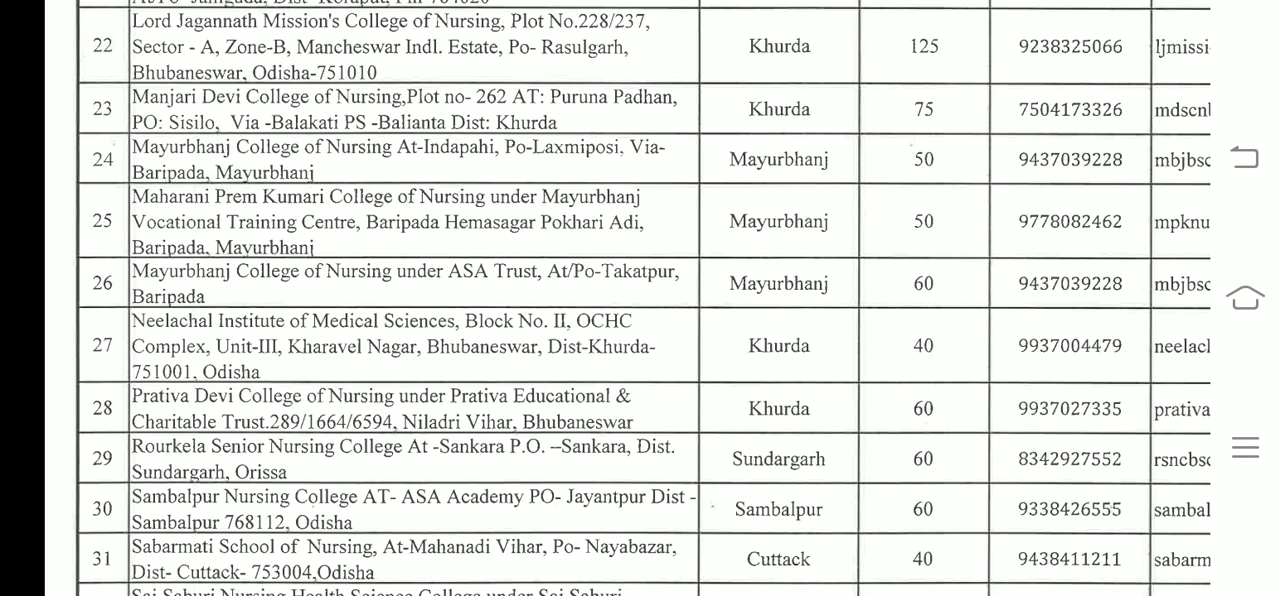 22
Lord Jagannath Mission's College of Nursing, Plot No.228/237,
Sector - A, Zone-B, Mancheswar Indl. Estate, Po- Rasulgarh,
Bhubaneswar, Odisha-751010
Khurda
125
9238325066
ljmissi
23
Manjari Devi College of Nursing,Plot no- 262 AT: Puruna Padhan,
PO: Sisilo, Via -Balakati PS -Balianta Dist: Khurda
Khurda
75
7504173326
mdscnl
24
Mayurbhanj College of Nursing At-Indapahi, Po-Laxmiposi, Via-
Baripada, Mayurbhanj
Mayurbhanj
50
9437039228
mbjbsc
25
Maharani Prem Kumari College of Nursing under Mayurbhanj
Vocational Training Centre, Baripada Hemasagar Pokhari Adi,
Baripada, Mayurbhanj
Mayurbhanj
50
9778082462
mpknu
26
Mayurbhanj College of Nursing under ASA Trust, At/Po-Takatpur,
Baripada
Mayurbhanj
60
9437039228
mbjbsc
27
Neelachal Institute of Medical Sciences, Block No. II, OCHC
Complex, Unit-III, Kharavel Nagar, Bhubaneswar, Dist-Khurda-
751001, Odisha
Khurda
40
9937004479
neelacl
28
Prativa Devi College of Nursing under Prativa Educational &
Charitable Trust.289/1664/6594, Niladri Vihar, Bhubaneswar
Khurda
60
9937027335
prativa
29
Rourkela Senior Nursing College At -Sankara P.O. –Sankara, Dist.
Sundargarh, Orissa
Sundargarh
60
8342927552
rsncbsc
30
Sambalpur Nursing College AT- ASA Academy PO- Jayantpur Dist -
Sambalpur 768112, Odisha
Sambalpur
60
9338426555
sambal
31
Sabarmati School of Nursing, At-Mahanadi Vihar, Po- Nayabazar,
Dist- Cuttack- 753004,Odisha
Cuttack
40
9438411211
sabarm